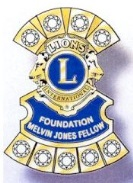 LIONS
L
INTERNATIONAL
FOUNDATION
MELVIN JONES FELLOW